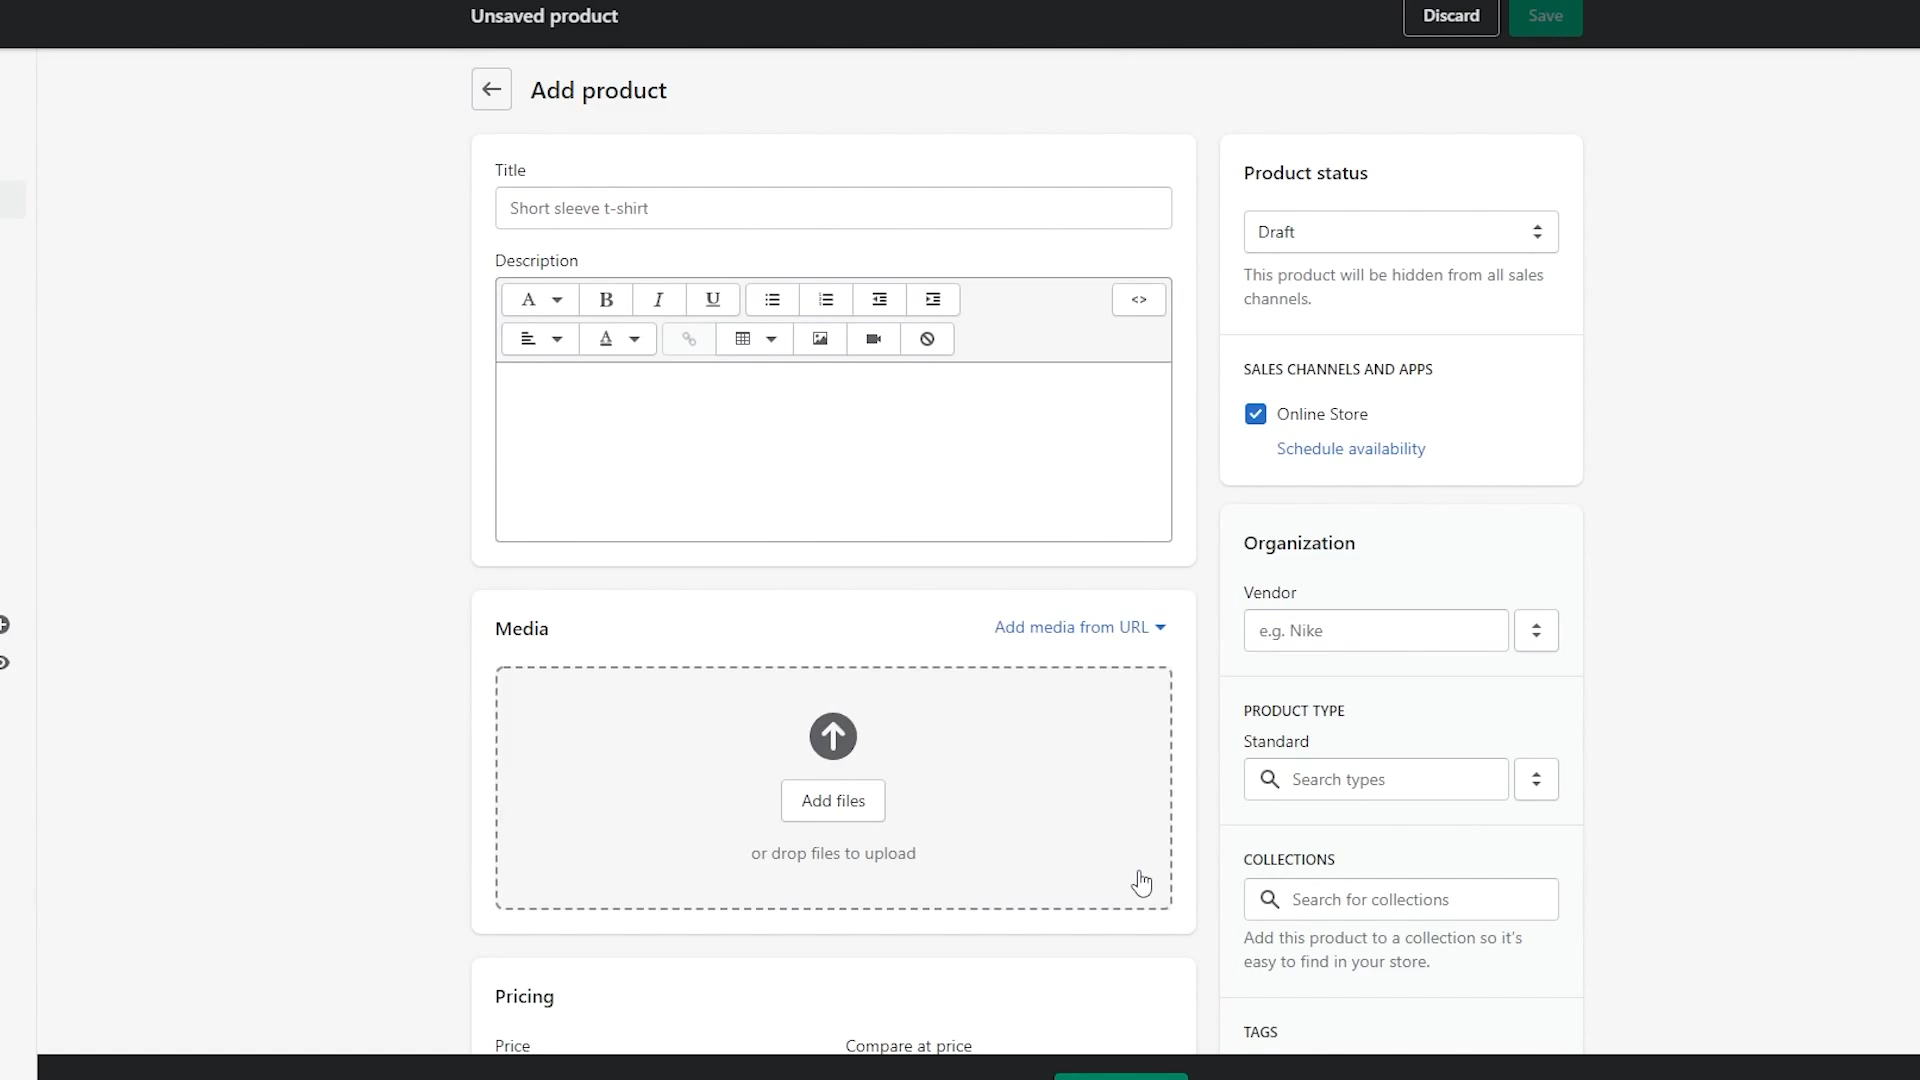 Unsaved product
Discard
Save
Add product
Title
Short sleeve t-shirt
Description
A
B
I
U
<>
A
Media
Add media from URL
Add files
or drop files to upload
Pricing
Price
Compare at price
Product status
Draft
This product will be hidden from all sales
channels.
SALES CHANNELS AND APPS
Online Store
Schedule availability
Organization
Vendor
e.g. Nike
PRODUCT TYPE
Standard
Search types
COLLECTIONS
Search for collections
Add this product to a collection so it's
easy to find in your store.
TAGS